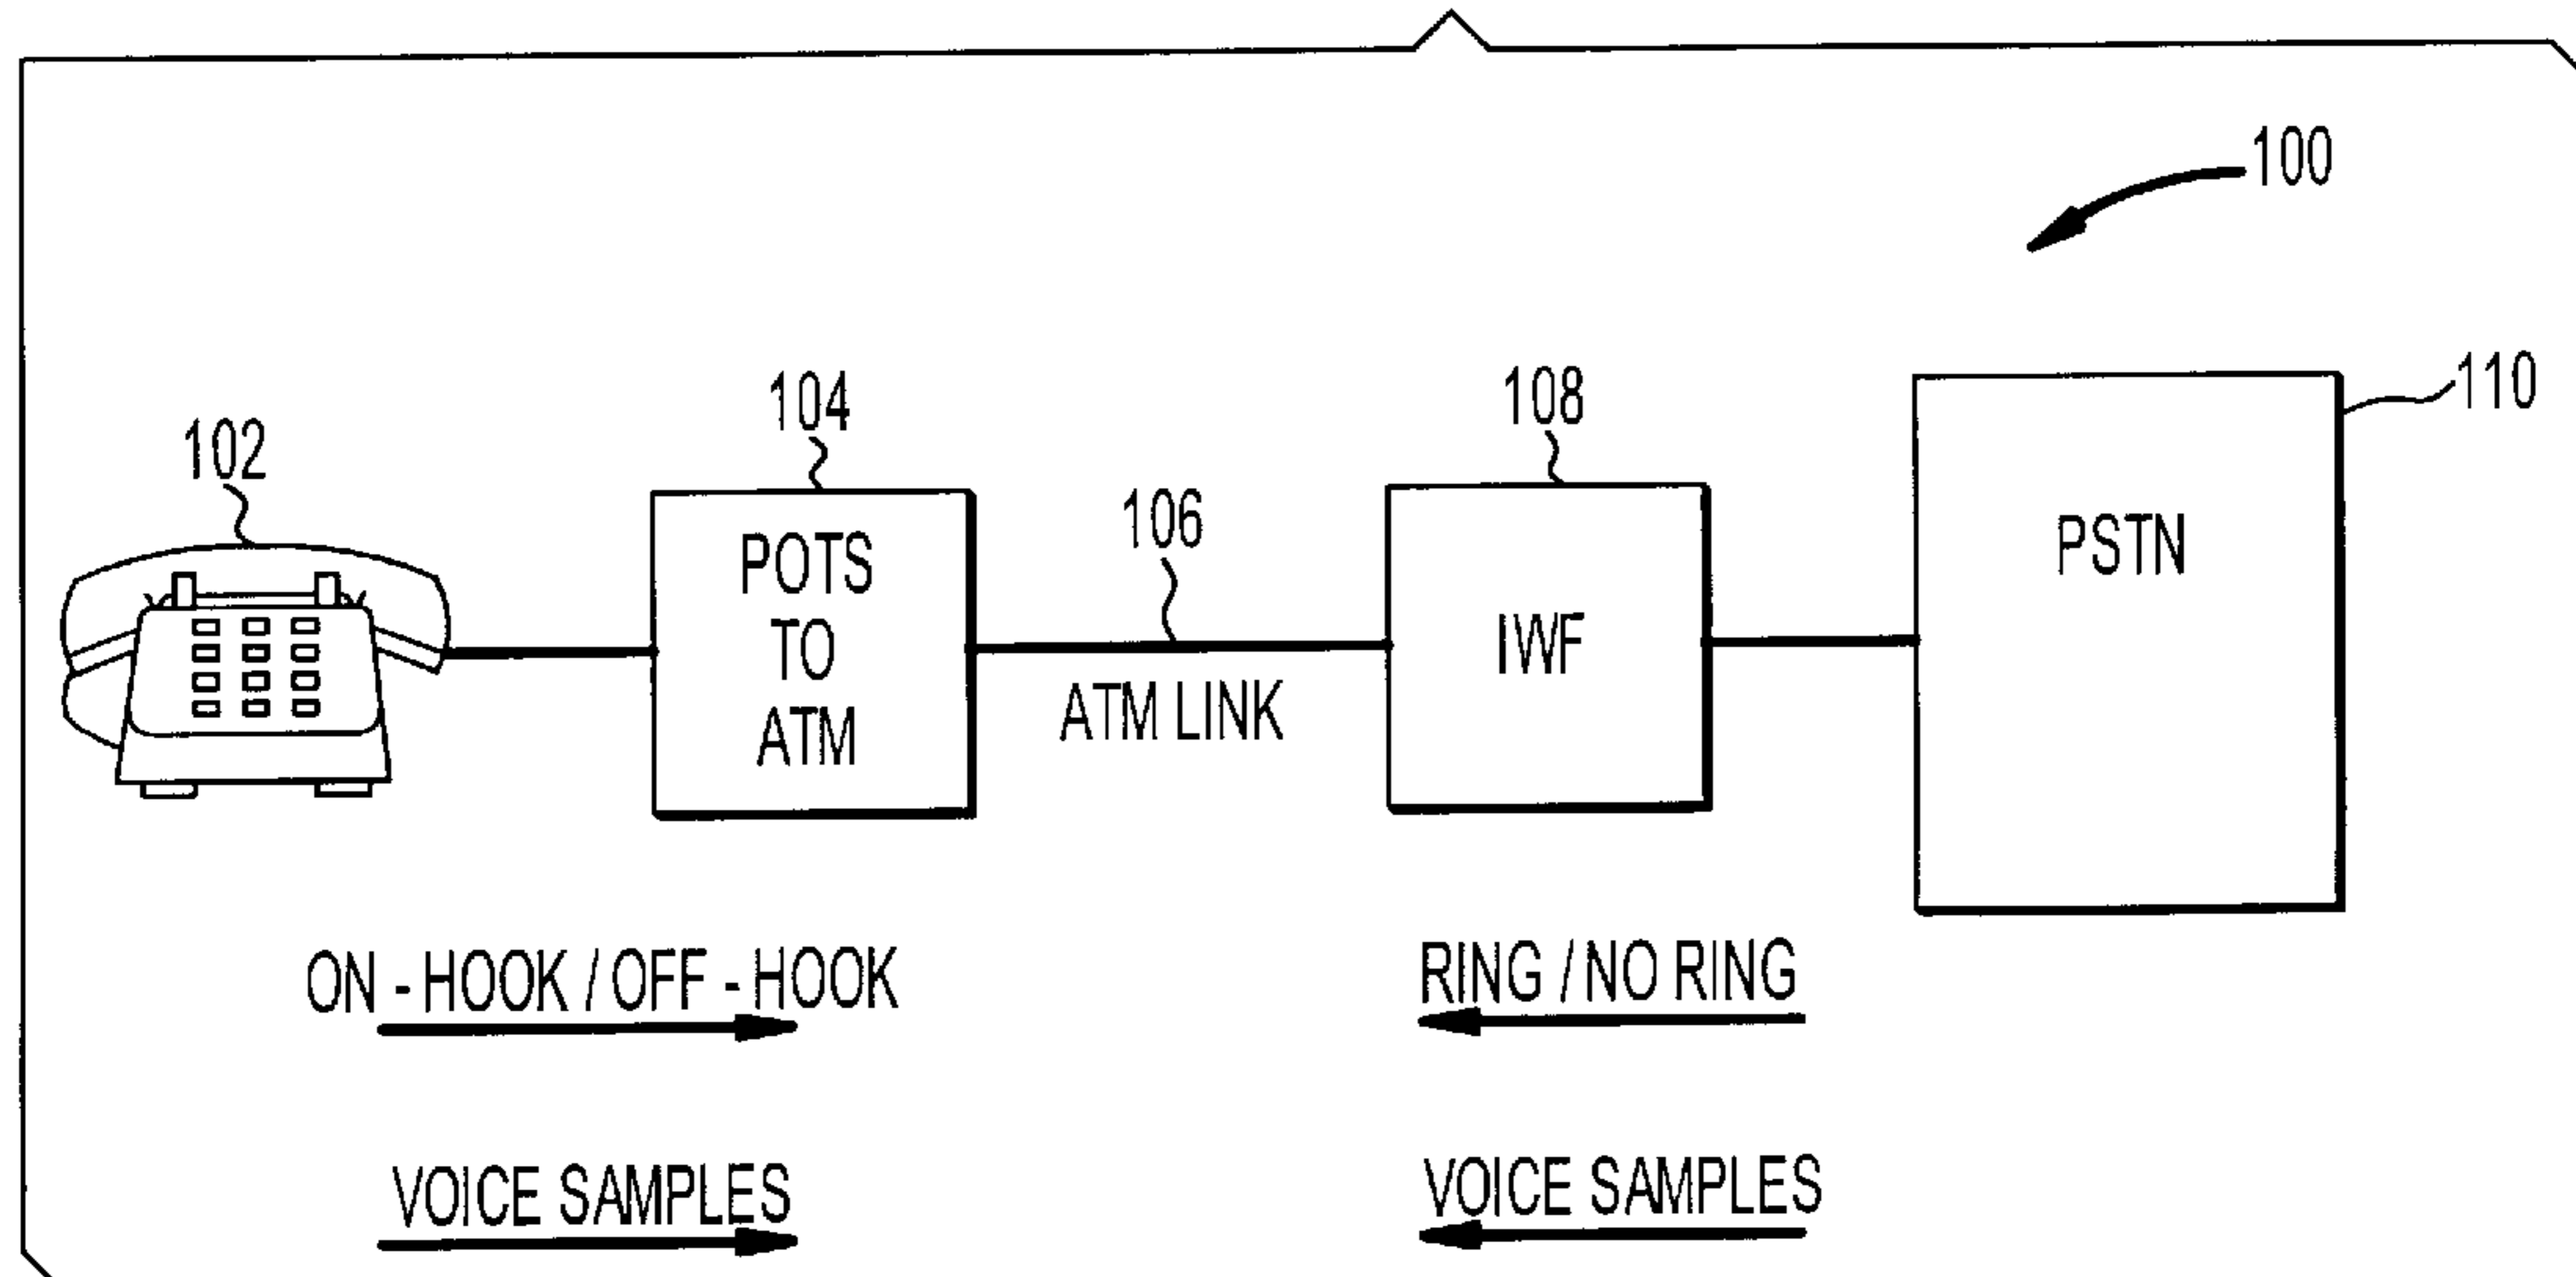 100
110
104
108
102
106
POTS
TO
ATM
ATM LINK
IWF
PSTN
ON - HOOK / OFF - HOOK
RING / NO RING
VOICE SAMPLES
VOICE SAMPLES